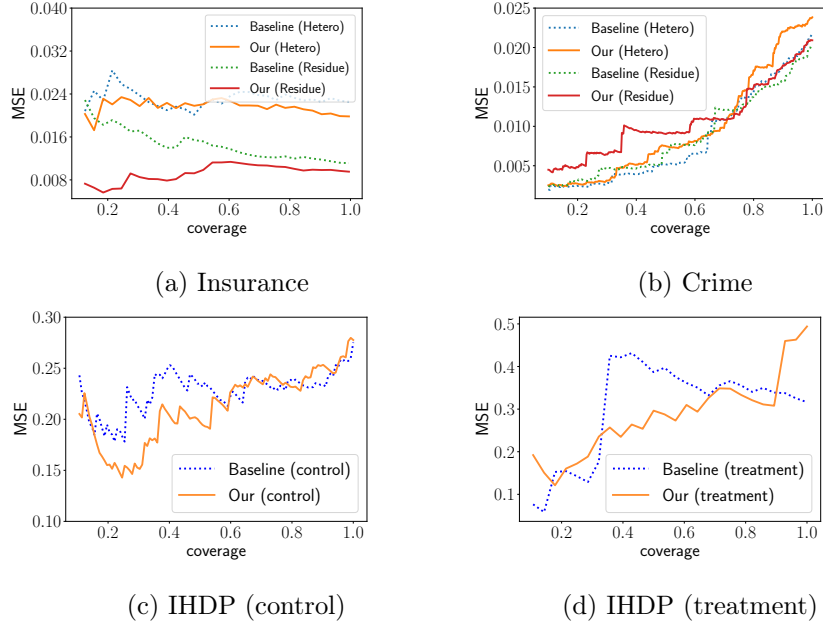 0.040
0.032
0.024
0.016
0.008
MSE
0.2
0.4
0.6
0.8
1.0
coverage
Baseline (Hetero)
Our (Hetero)
Baseline (Residue)
Our (Residue)
(a) Insurance
0.025
0.020
0.015
0.010
0.005
MSE
0.2
0.4
0.6
0.8
1.0
coverage
Baseline (Hetero)
Our (Hetero)
Baseline (Residue)
Our (Residue)
(b) Crime
0.30
0.25
0.20
0.15
0.10
MSE
0.2
0.4
0.6
0.8
1.0
coverage
Baseline (control)
Our (control)
(c) IHDP (control)
0.5
0.4
0.3
0.2
0.1
MSE
0.2
0.4
0.6
0.8
1.0
coverage
Baseline (treatment)
Our (treatment)
(d) IHDP (treatment)